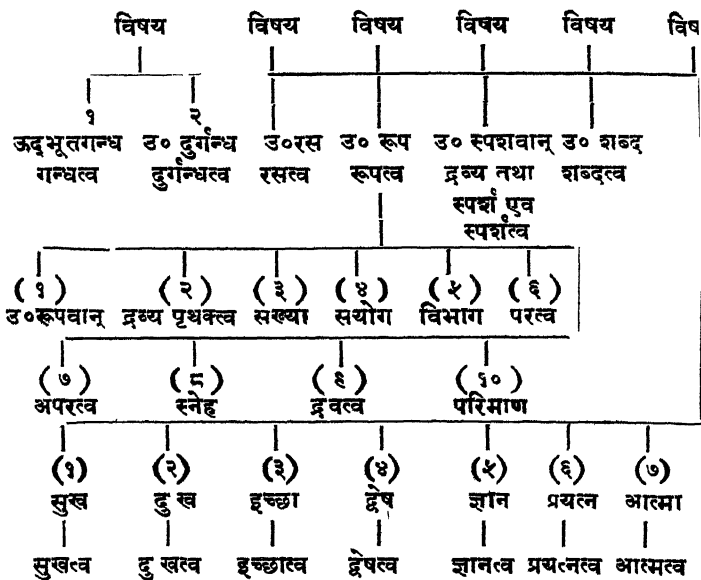 विषय विषय विषय विषय विषय विष
१ २
ऊद्भूतगन्ध उ० दुर्गन्ध उ०रस उ० रूप उ० स्पशवान् उ० शब्द
गन्धत्व दुर्गन्धत्व रसत्व रूपत्व द्रव्य तथा शब्दत्व
स्पर्श एव
स्पर्शत्व
(१) (२) (३) (४) (५) (६)
उ०रूपवान् द्रव्य पृथक्त्व सख्या सयोग विभाग परत्व
(७) (८) (९) (१०)
अपरत्व स्नेह द्रवत्व परिमाण
(१) (२) (३) (४) (५) (६) (७)
सुख दु ख इच्छा द्वेष ज्ञान प्रयत्न आत्मा
सुखत्व दु खत्व इच्छात्व द्वेषत्व ज्ञानत्व प्रयत्नत्व आत्मत्व